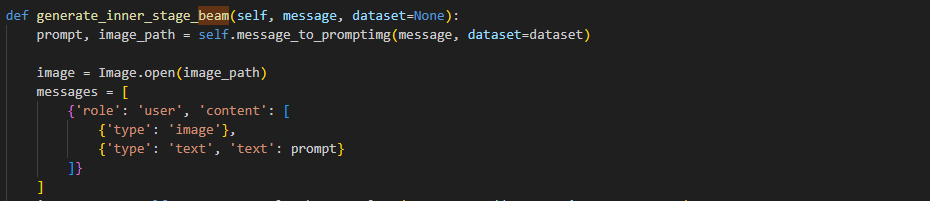 def generate_inner_stage_beam(self, message, dataset=None):
    prompt, image_path = self.message_to_promptimg(message, dataset=dataset)
    image = Image.open(image_path)
    messages = [
        {'role': 'user', 'content': [
            {'type': 'image'},
            {'type': 'text', 'text': prompt}
        ]}
    ]